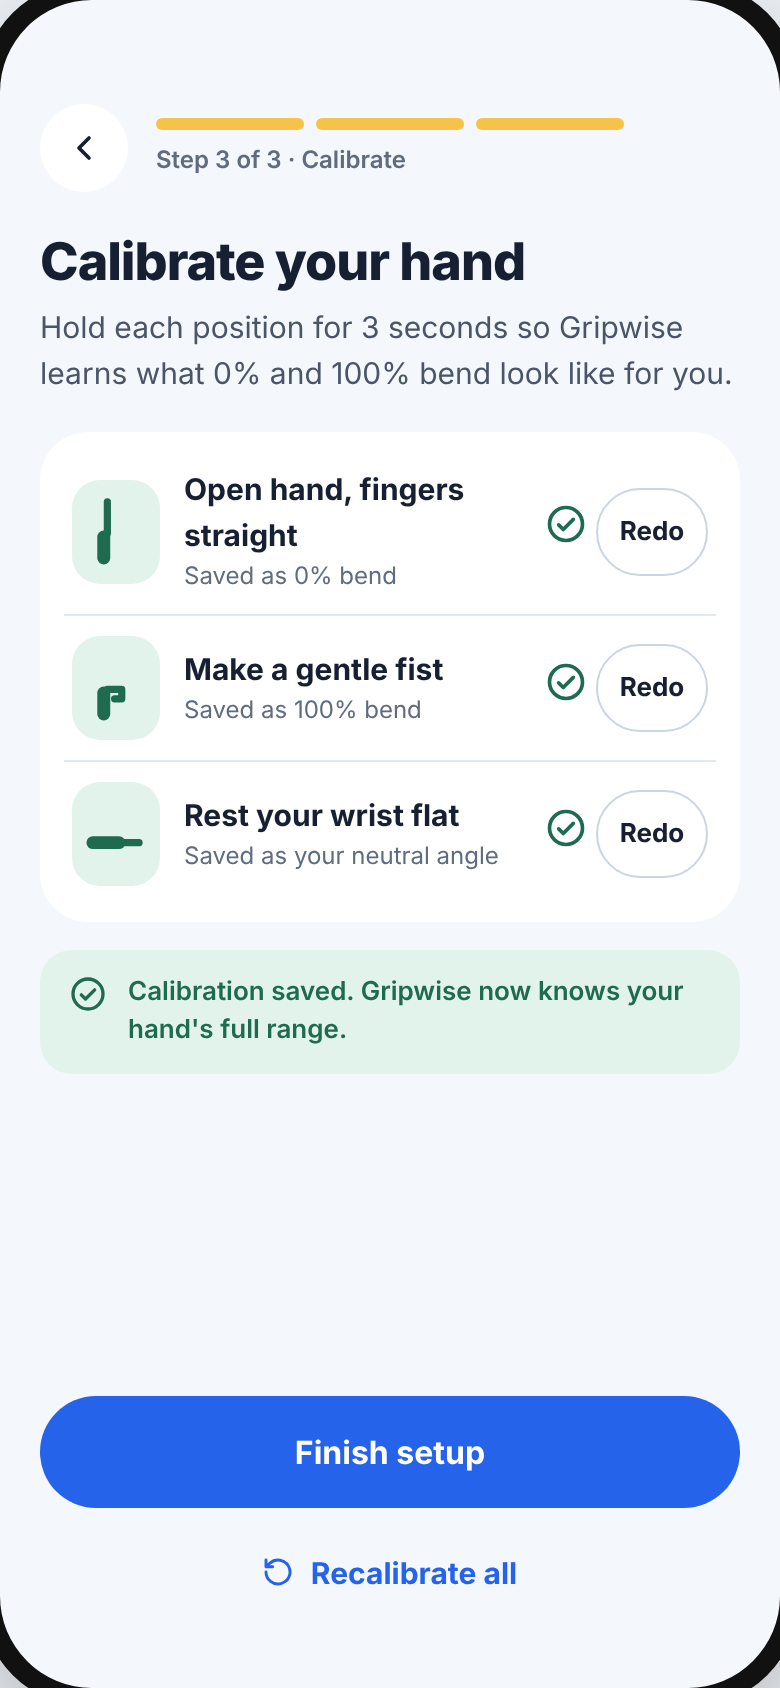 Step 3 of 3 · Calibrate
Calibrate your hand
Hold each position for 3 seconds so Gripwise
learns what 0% and 100% bend look like for you.
Open hand, fingers
straight
Saved as 0% bend
Redo
Make a gentle fist
Saved as 100% bend
Redo
Rest your wrist flat
Saved as your neutral angle
Redo
Calibration saved. Gripwise now knows your
hand's full range.
Finish setup
Recalibrate all